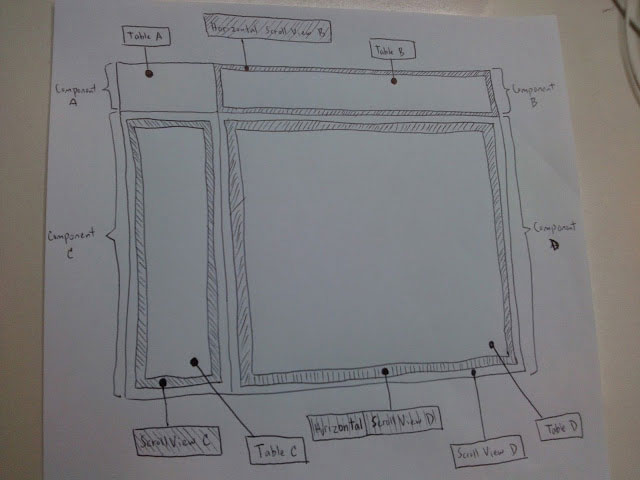 Table A
Horizontal Scroll View B
Table B
Component
A
Component
B
Component
C
Component
D
Scroll View C
Table C
Horizontal Scroll View D
Scroll View D
Table D